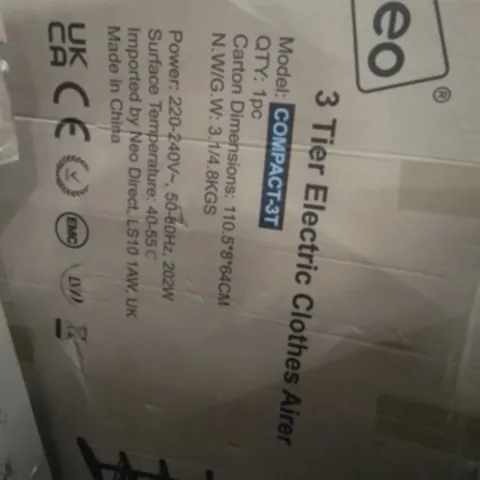 eo®
3 Tier Electric Clothes Airer
Model: COMPACT-3T
QTY: 1pc
Carton Dimensions: 110.5*8*64CM
N.W/G.W: 3.1/4.8KGS
Power: 220-240V~, 50-60Hz, 202W
Surface Temperature: 40-55℃
Imported by Neo Direct, LS10 1AW, UK
Made in China
UK
CA CE EMC LVD